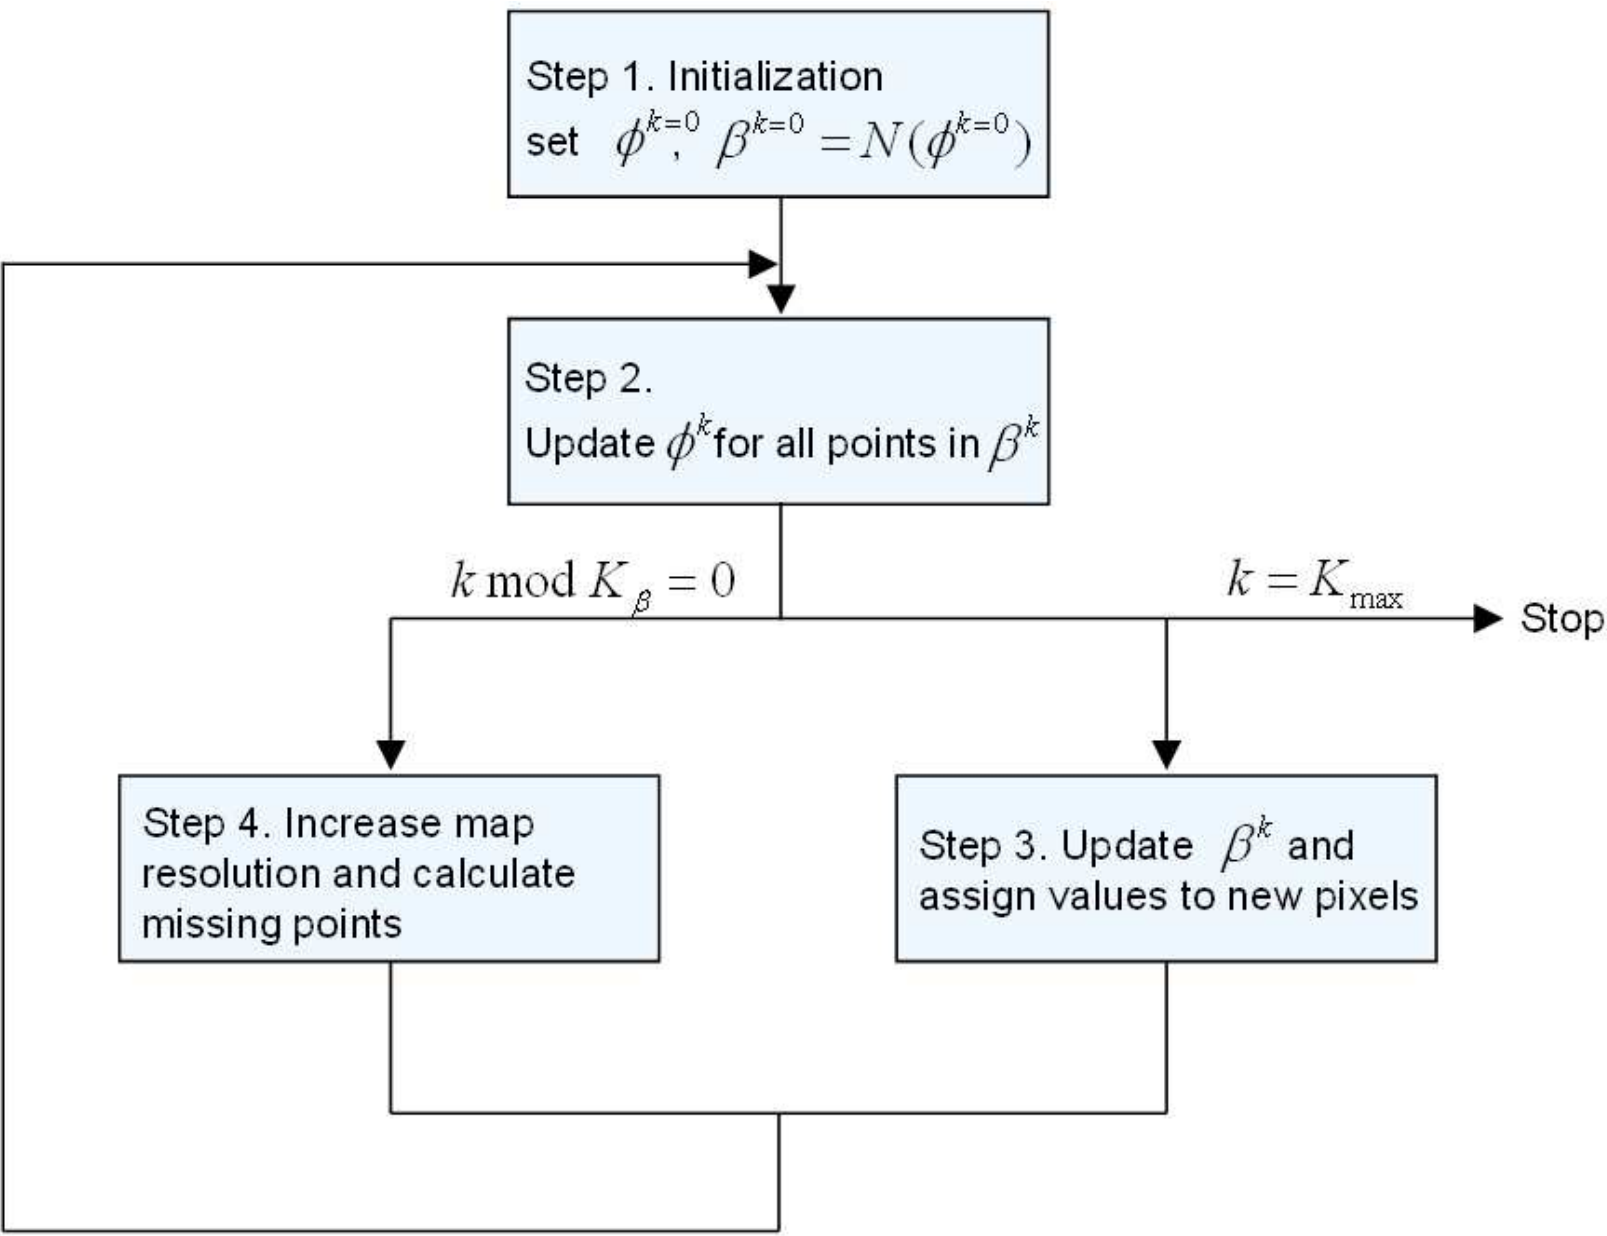 Step 1. Initialization
set ϕ^{k=0}, β^{k=0} = N(ϕ^{k=0})
Step 2.
Update ϕ^k for all points in β^k
k mod K_β = 0
k = K_max
Stop
Step 4. Increase map
resolution and calculate
missing points
Step 3. Update β^k and
assign values to new pixels